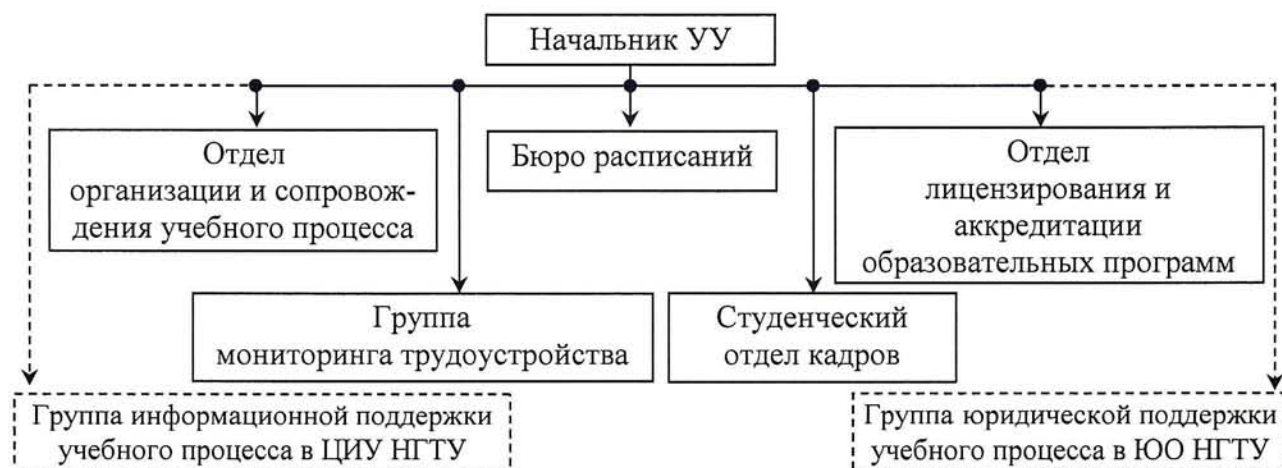 Начальник УУ
Отдел
организации и сопровож-
дения учебного процесса
Бюро расписаний
Отдел
лицензирования и
аккредитации
образовательных программ
Группа
мониторинга трудоустройства
Студенческий
отдел кадров
Группа информационной поддержки
учебного процесса в ЦИУ НГТУ
Группа юридической поддержки
учебного процесса в ЮО НГТУ